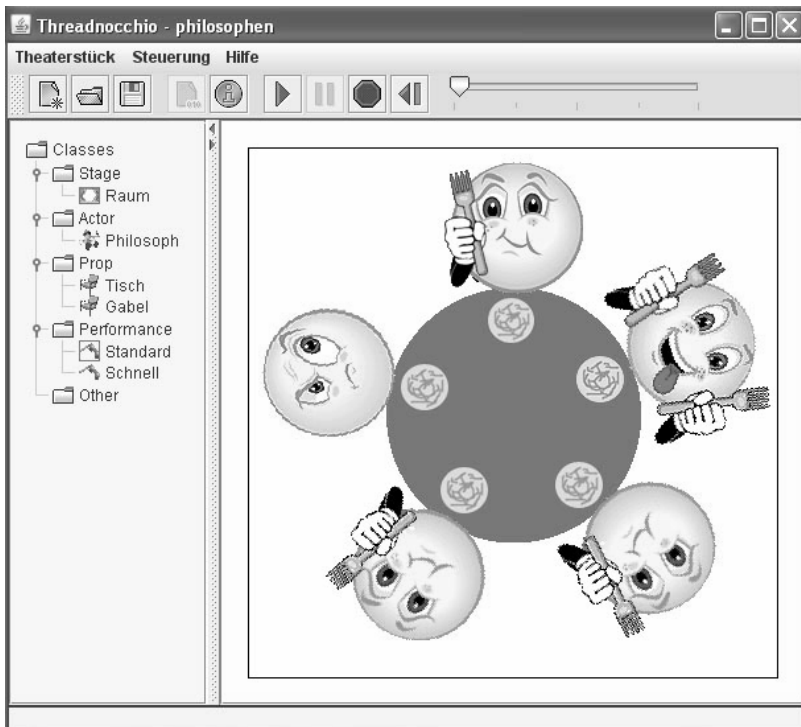 Threadnocchio - philosophen
Theaterstück Steuerung Hilfe
Classes
Stage
Raum
Actor
Philosoph
Prop
Tisch
Gabel
Performance
Standard
Schnell
Other